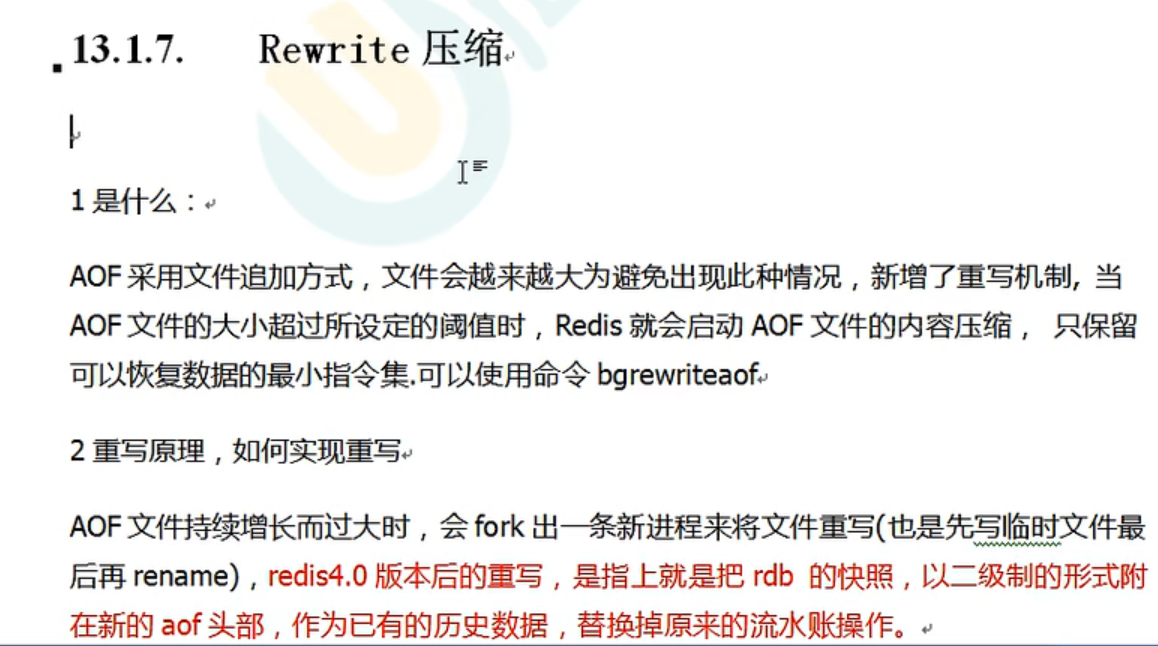 13.1.7. Rewrite 压缩
1 是什么：
AOF 采用文件追加方式，文件会越来越大为避免出现此种情况，新增了重写机制, 当
AOF 文件的大小超过所设定的阈值时，Redis 就会启动 AOF 文件的内容压缩， 只保留
可以恢复数据的最小指令集.可以使用命令 bgrewriteaof
2 重写原理，如何实现重写
AOF 文件持续增长而过大时，会 fork 出一条新进程来将文件重写(也是先写临时文件最
后再 rename)，redis4.0 版本后的重写，是指上就是把 rdb 的快照，以二级制的形式附
在新的 aof 头部，作为已有的历史数据，替换掉原来的流水账操作。